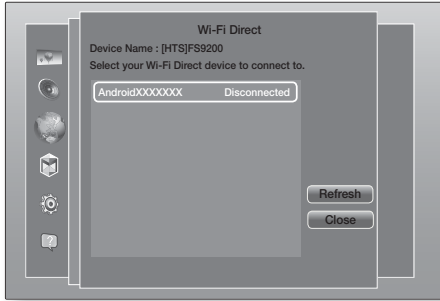 Wi-Fi Direct
Device Name : [HTS]FS9200
Select your Wi-Fi Direct device to connect to.
AndroidXXXXXXX Disconnected
Refresh
Close
?